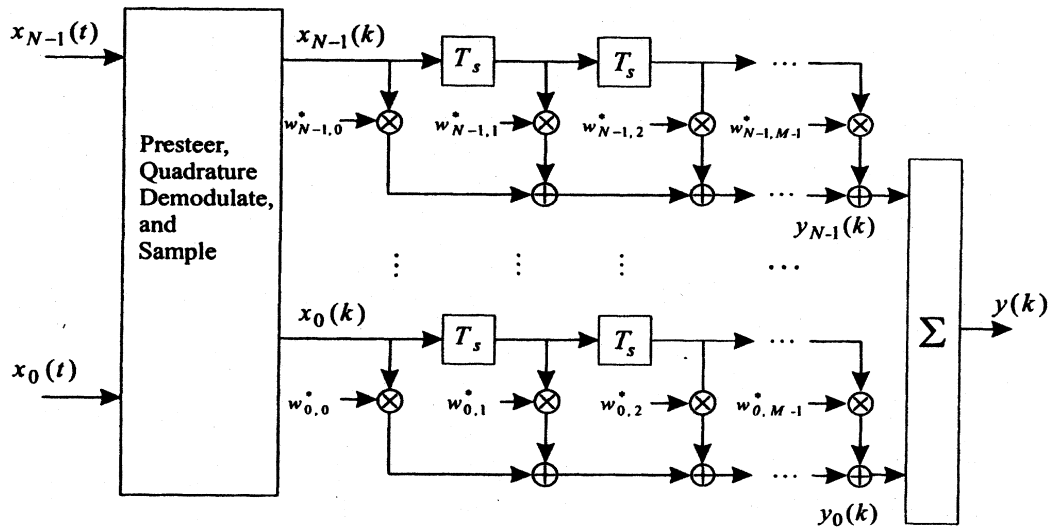 x_{N-1}(t)
x_{N-1}(k)
T_s
T_s
...
w*_{N-1,0}
w*_{N-1,1}
w*_{N-1,2}
w*_{N-1,M-1}
Presteer,
Quadrature
Demodulate,
and
Sample
...
y_{N-1}(k)
...
x_0(k)
T_s
T_s
...
x_0(t)
w*_{0,0}
w*_{0,1}
w*_{0,2}
w*_{0,M-1}
...
y_0(k)
Σ
y(k)